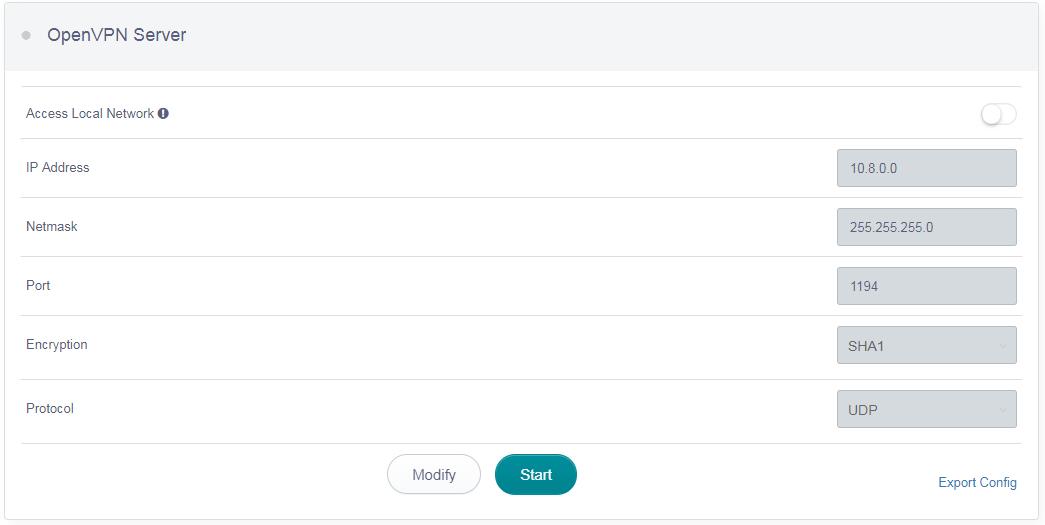 OpenVPN Server
Access Local Network
IP Address 10.8.0.0
Netmask 255.255.255.0
Port 1194
Encryption SHA1
Protocol UDP
Modify Start
Export Config